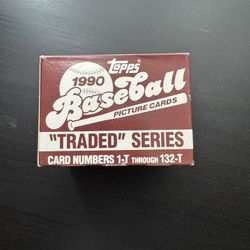 Topps
1990
Baseball
PICTURE CARDS
"TRADED" SERIES
CARD NUMBERS 1-T THROUGH 132-T